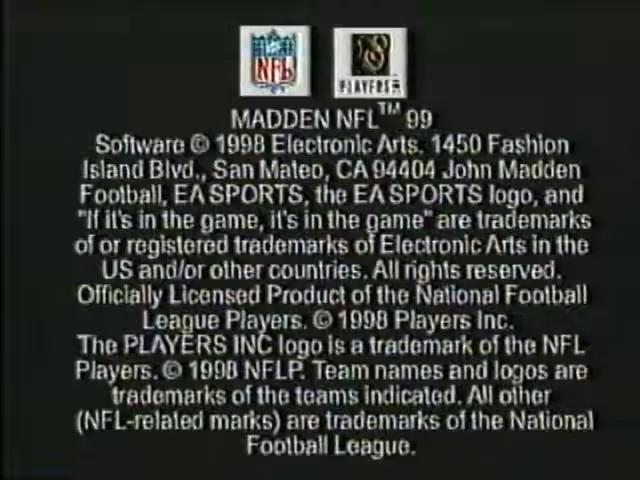 NFL
PLAYERS
MADDEN NFL™ 99
Software © 1998 Electronic Arts, 1450 Fashion
Island Blvd., San Mateo, CA 94404 John Madden
Football, EA SPORTS, the EA SPORTS logo, and
"If it's in the game, it's in the game" are trademarks
of or registered trademarks of Electronic Arts in the
US and/or other countries. All rights reserved.
Officially Licensed Product of the National Football
League Players. © 1998 Players Inc.
The PLAYERS INC logo is a trademark of the NFL
Players. © 1998 NFLP. Team names and logos are
trademarks of the teams indicated. All other
(NFL-related marks) are trademarks of the National
Football League.